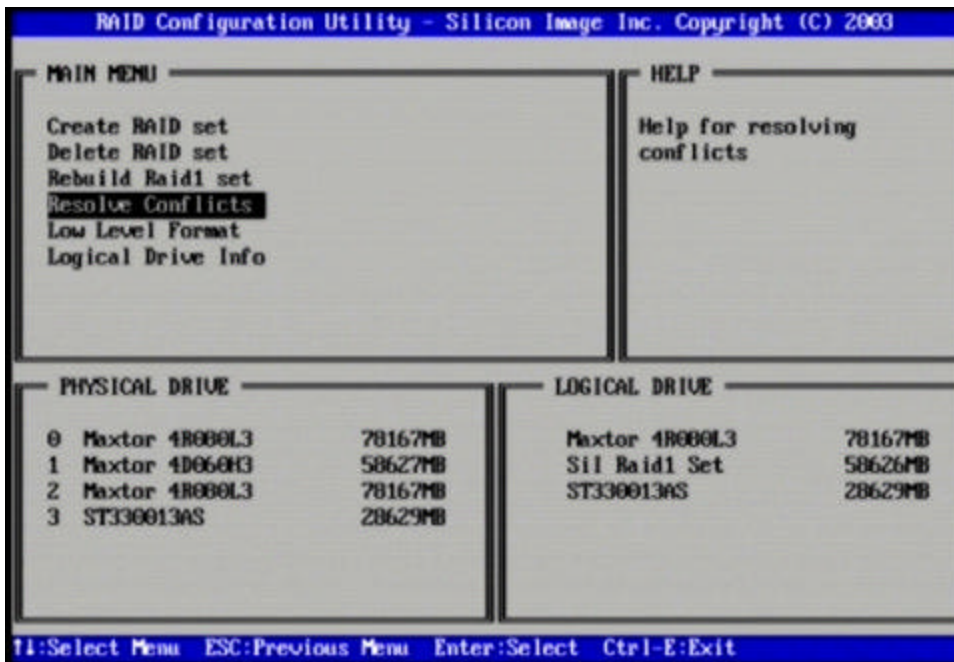 RAID Configuration Utility - Silicon Image Inc. Copyright (C) 2003
MAIN MENU
Create RAID set
Delete RAID set
Rebuild Raid1 set
Resolve Conflicts
Low Level Format
Logical Drive Info
HELP
Help for resolving
conflicts
PHYSICAL DRIVE
0 Maxtor 4R080L3 78167MB
1 Maxtor 4D060H3 58627MB
2 Maxtor 4R080L3 78167MB
3 ST330013AS 28629MB
LOGICAL DRIVE
Maxtor 4R080L3 78167MB
Sil Raid1 Set 58626MB
ST330013AS 28629MB
↑↓:Select Menu ESC:Previous Menu Enter:Select Ctrl-E:Exit